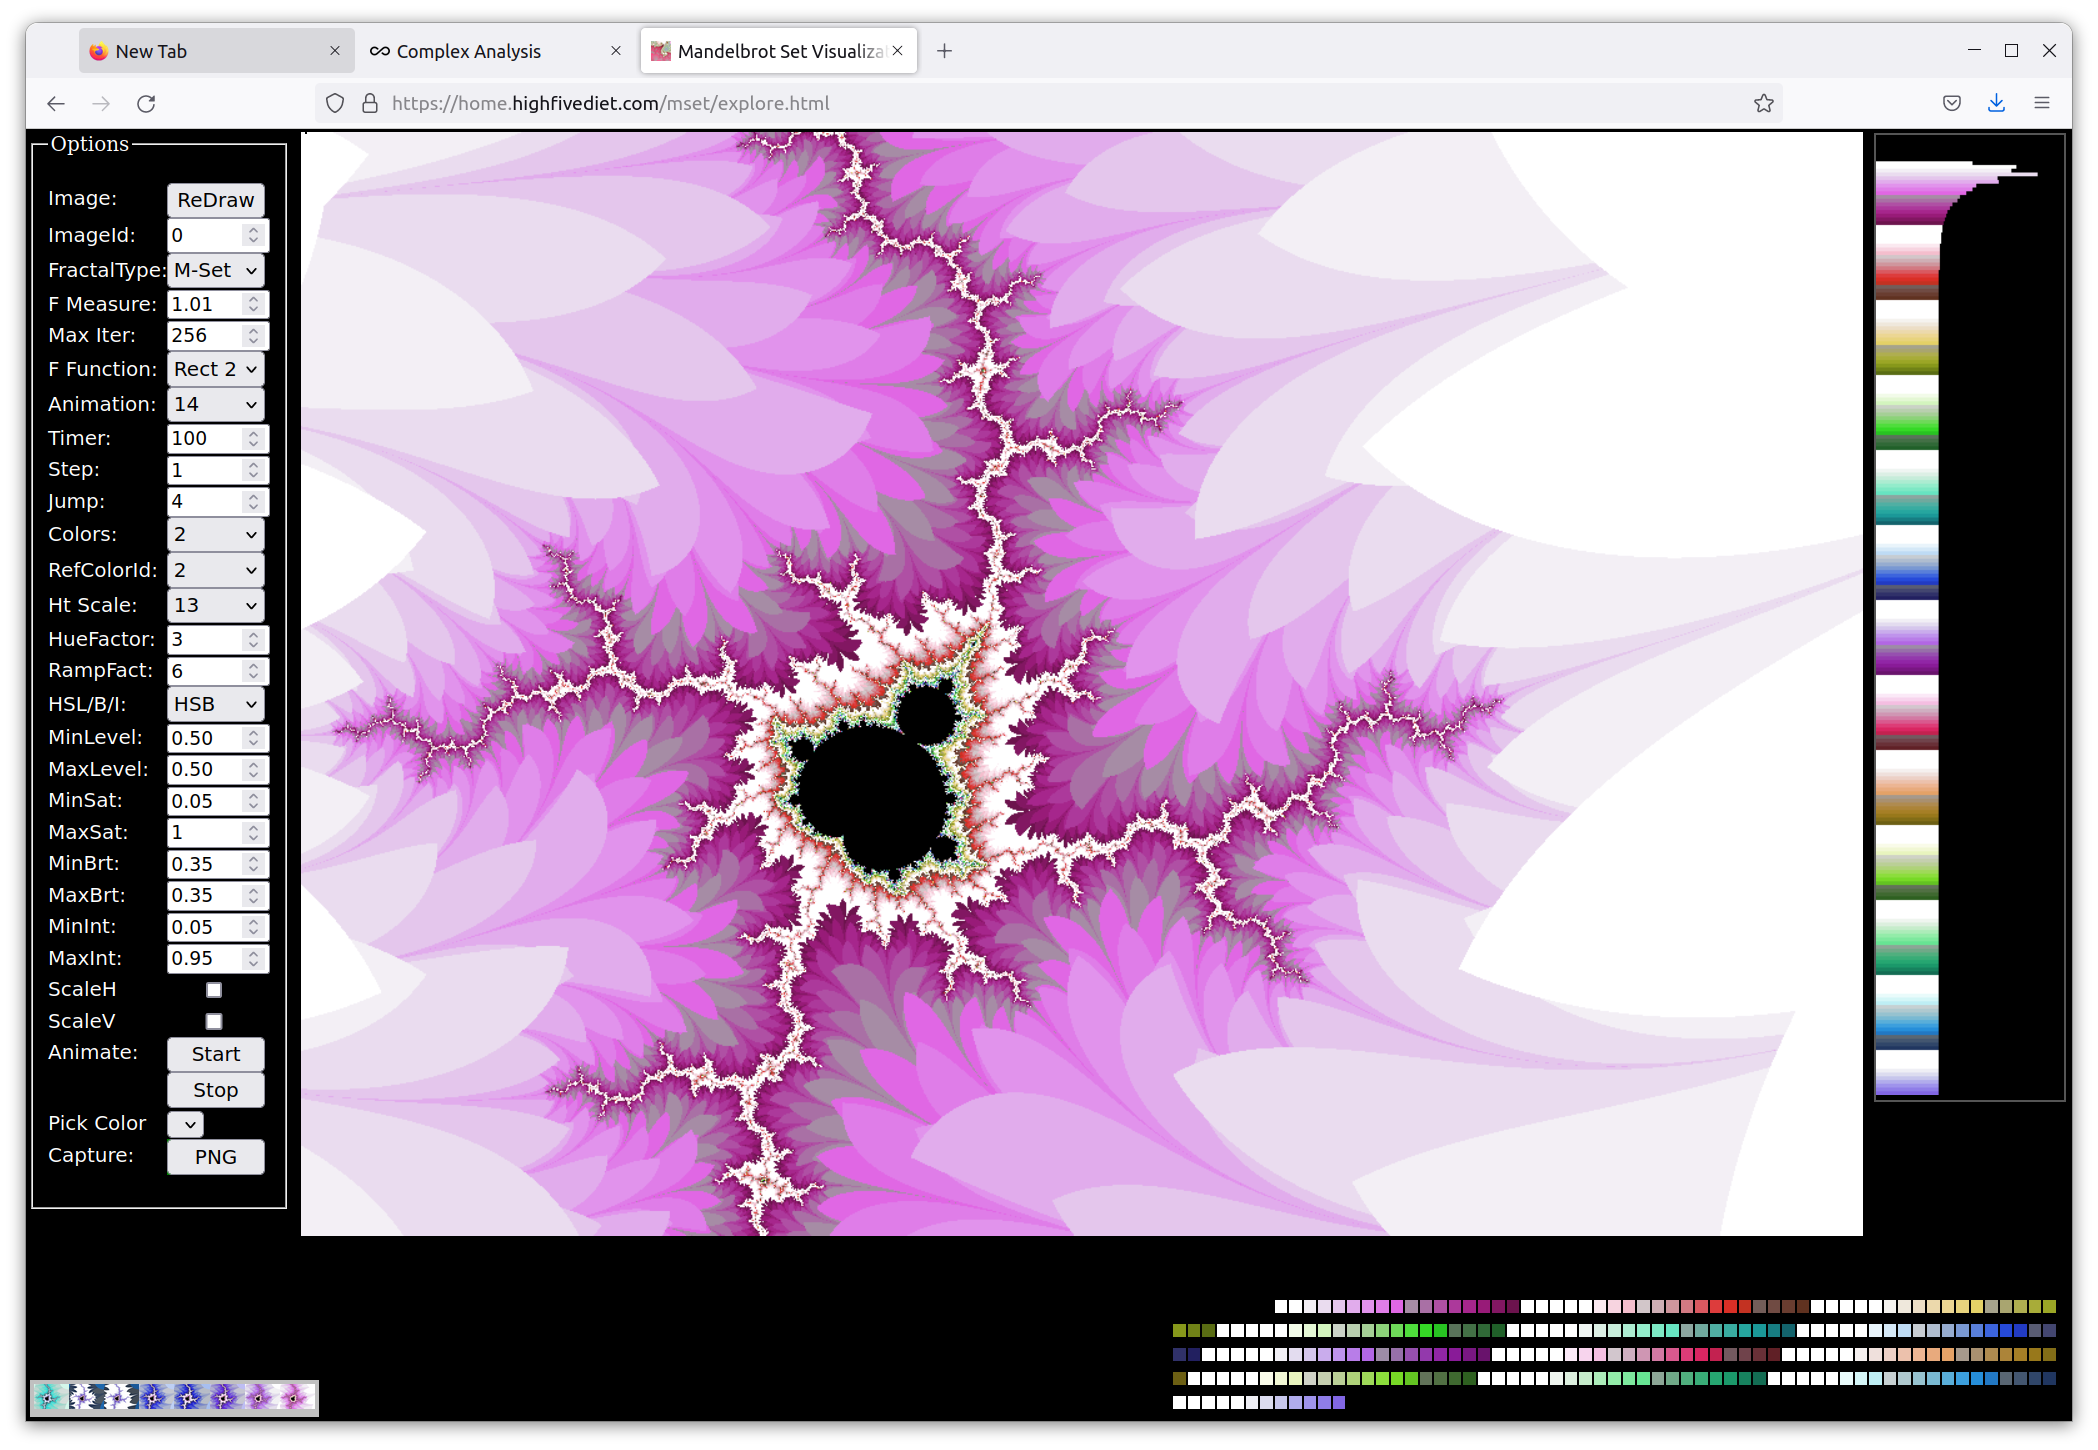 New Tab
Complex Analysis
Mandelbrot Set Visualiza
https://home.highfivediet.com/mset/explore.html
Options
Image: ReDraw
ImageId: 0
FractalType: M-Set
F Measure: 1.01
Max Iter: 256
F Function: Rect 2
Animation: 14
Timer: 100
Step: 1
Jump: 4
Colors: 2
RefColorId: 2
Ht Scale: 13
HueFactor: 3
RampFact: 6
HSL/B/I: HSB
MinLevel: 0.50
MaxLevel: 0.50
MinSat: 0.05
MaxSat: 1
MinBrt: 0.35
MaxBrt: 0.35
MinInt: 0.05
MaxInt: 0.95
ScaleH
ScaleV
Animate: Start
Stop
Pick Color
Capture: PNG